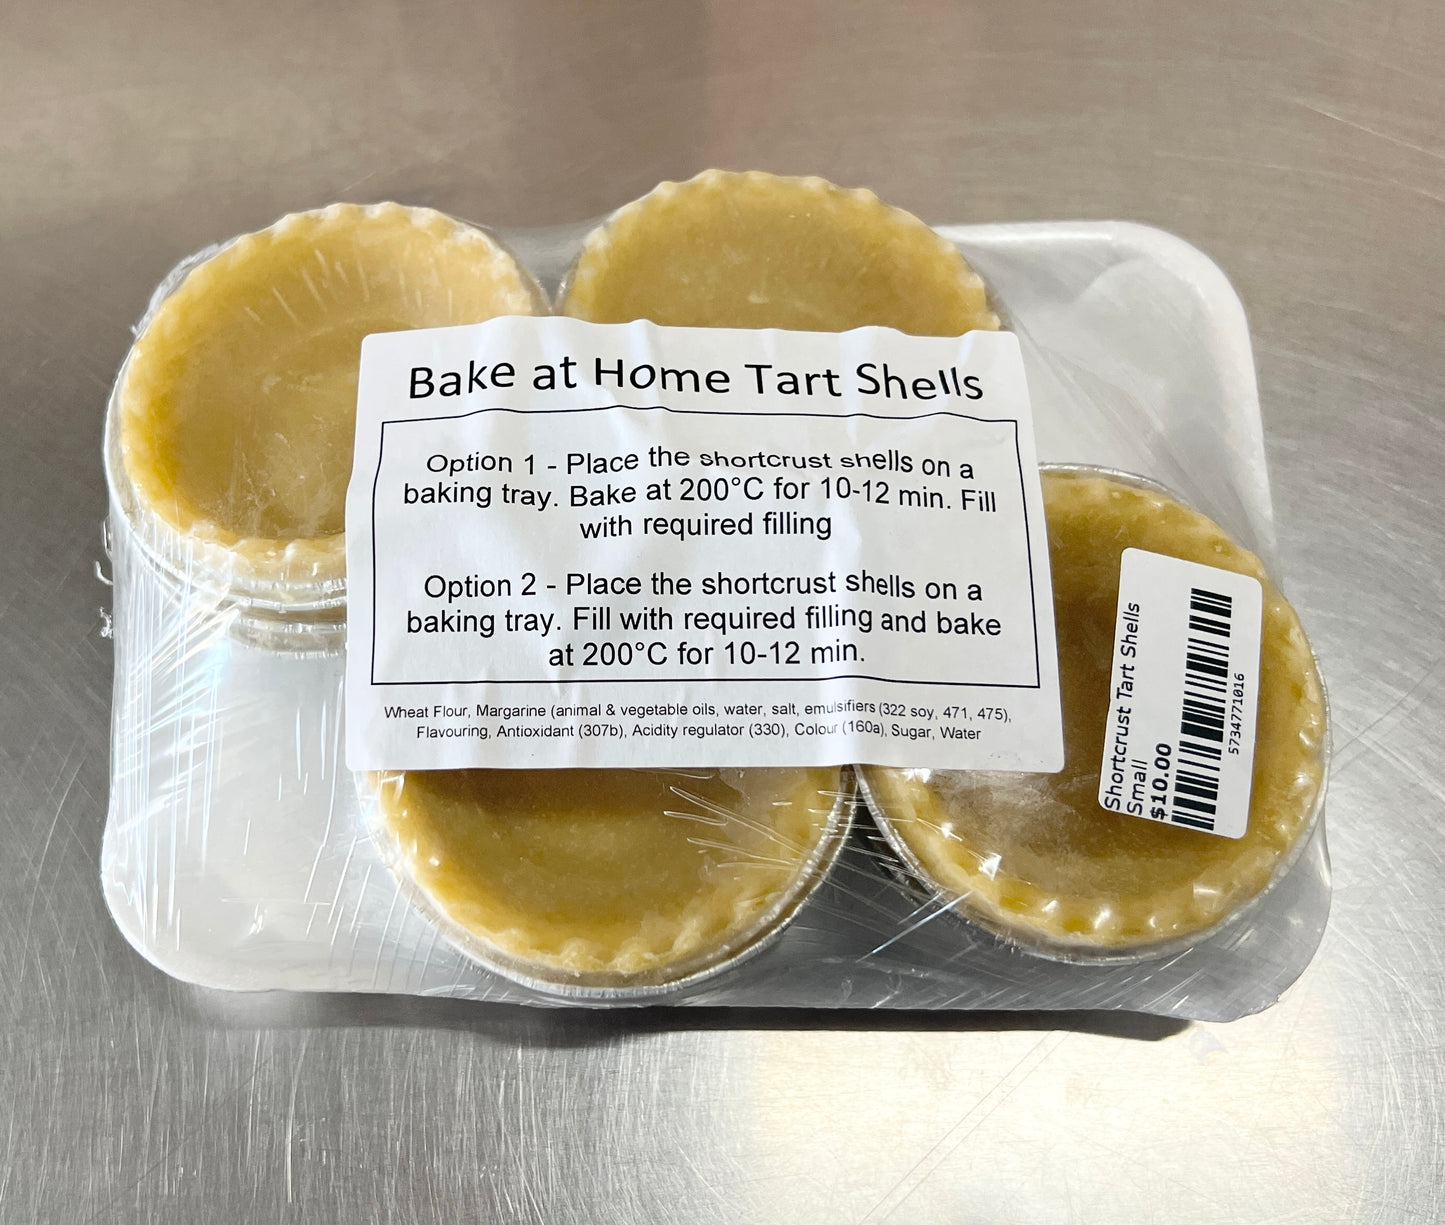 Bake at Home Tart Shells
Option 1 - Place the shortcrust shells on a
baking tray. Bake at 200°C for 10-12 min. Fill
with required filling
Option 2 - Place the shortcrust shells on a
baking tray. Fill with required filling and bake
at 200°C for 10-12 min.
Wheat Flour, Margarine (animal & vegetable oils, water, salt, emulsifiers (322 soy, 471, 475),
Flavouring, Antioxidant (307b), Acidity regulator (330), Colour (160a), Sugar, Water
Shortcrust Tart Shells
Small
$10.00
5734771016